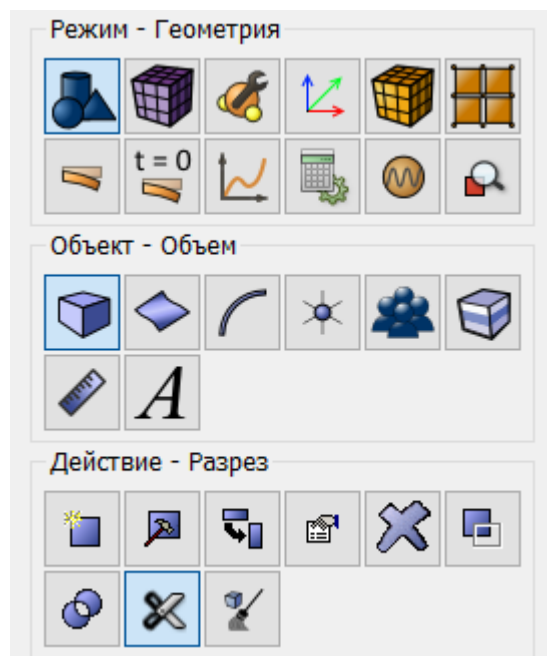 Режим - Геометрия
t = 0
Объект - Объем
A
Действие - Разрез